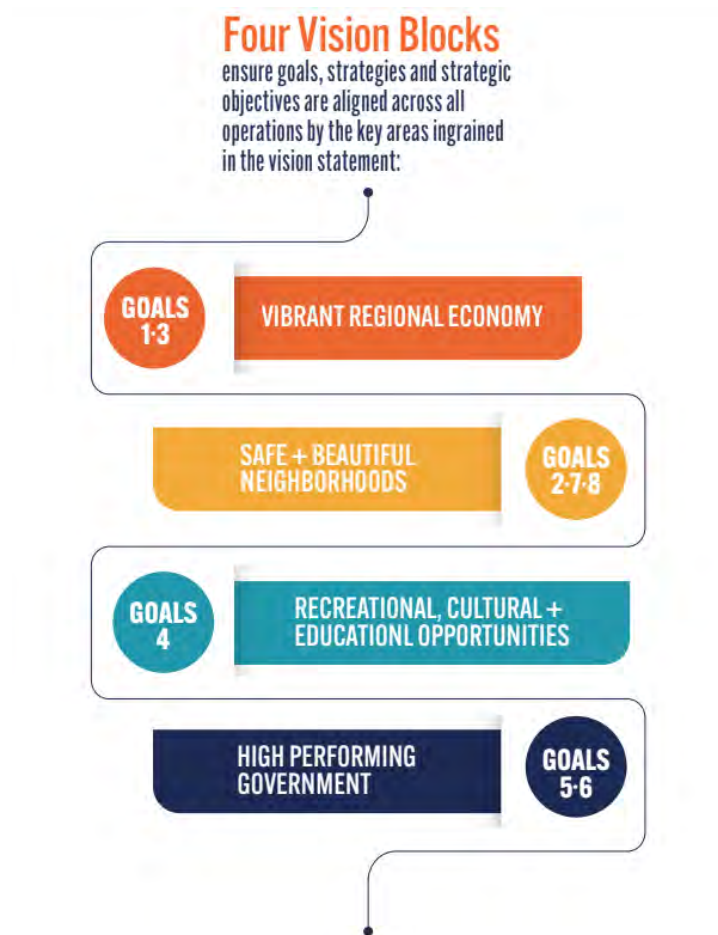 Four Vision Blocks
ensure goals, strategies and strategic
objectives are aligned across all
operations by the key areas ingrained
in the vision statement:
GOALS
1·3
VIBRANT REGIONAL ECONOMY
SAFE + BEAUTIFUL
NEIGHBORHOODS
GOALS
2·7·8
GOALS
4
RECREATIONAL, CULTURAL +
EDUCATIONL OPPORTUNITIES
HIGH PERFORMING
GOVERNMENT
GOALS
5·6